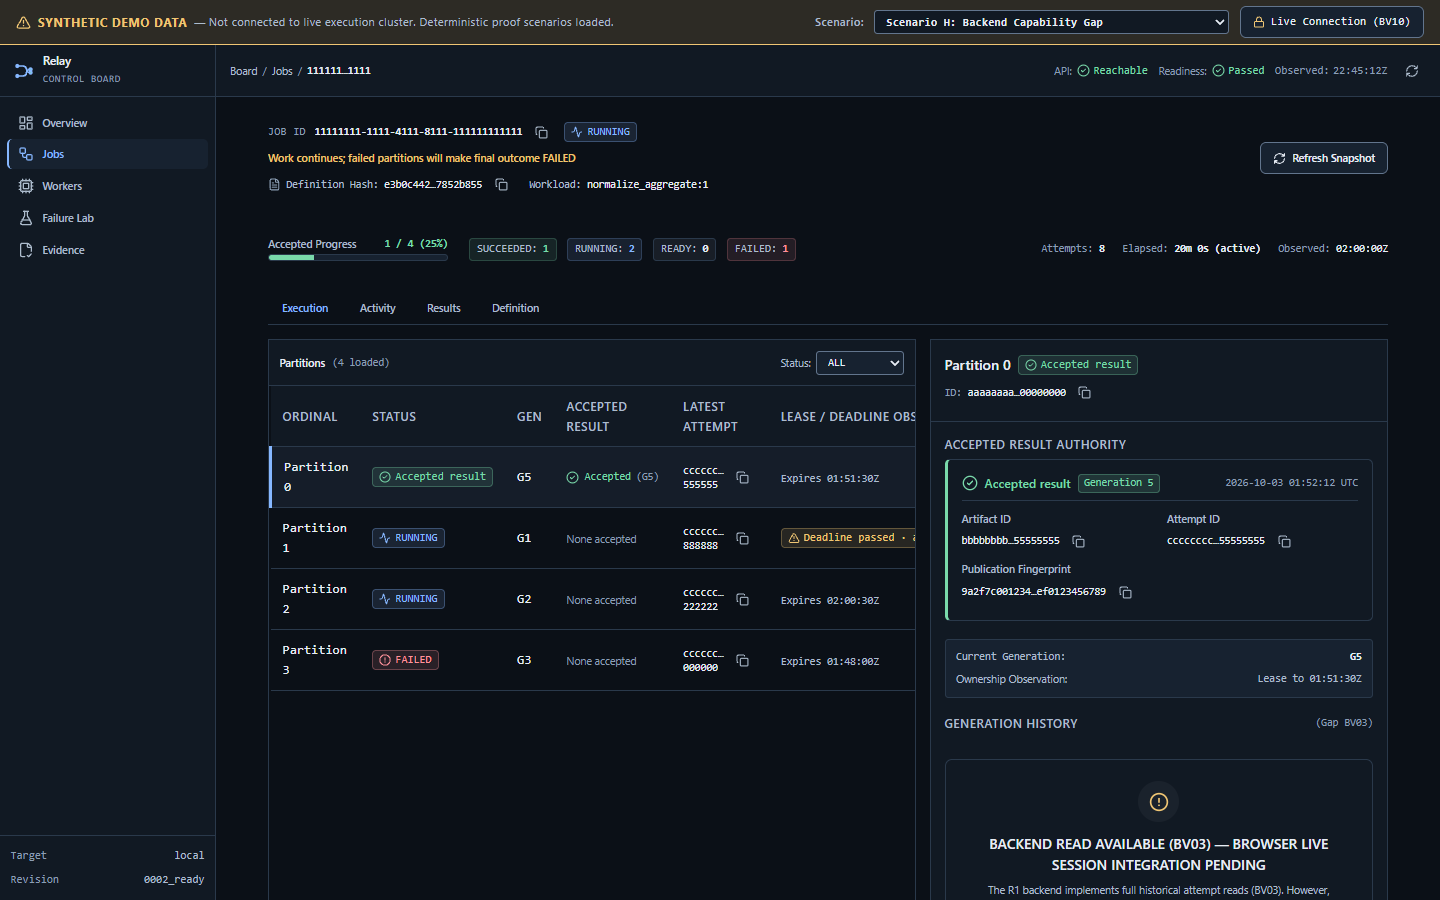 SYNTHETIC DEMO DATA — Not connected to live execution cluster. Deterministic proof scenarios loaded.
Scenario: Scenario H: Backend Capability Gap
Live Connection (BV10)
Relay
CONTROL BOARD
Board / Jobs / 111111…1111
API: Reachable Readiness: Passed Observed: 22:45:12Z
Overview
Jobs
Workers
Failure Lab
Evidence
Target local
Revision 0002_ready
JOB ID 11111111-1111-4111-8111-111111111111 RUNNING
Work continues; failed partitions will make final outcome FAILED
Definition Hash: e3b0c442…7852b855 Workload: normalize_aggregate:1
Refresh Snapshot
Accepted Progress 1 / 4 (25%)
SUCCEEDED: 1 RUNNING: 2 READY: 0 FAILED: 1
Attempts: 8 Elapsed: 20m 0s (active) Observed: 02:00:00Z
Execution Activity Results Definition
Partitions (4 loaded)
Status: ALL
ORDINAL STATUS GEN ACCEPTED RESULT LATEST ATTEMPT LEASE / DEADLINE OBS
Partition 0 Accepted result G5 Accepted (G5) cccccc…555555 Expires 01:51:30Z
Partition 1 RUNNING G1 None accepted cccccc…888888 Deadline passed · a
Partition 2 RUNNING G2 None accepted cccccc…222222 Expires 02:00:30Z
Partition 3 FAILED G3 None accepted cccccc…000000 Expires 01:48:00Z
Partition 0 Accepted result
ID: aaaaaaaa…00000000
ACCEPTED RESULT AUTHORITY
Accepted result Generation 5 2026-10-03 01:52:12 UTC
Artifact ID Attempt ID
bbbbbbbb…55555555 cccccccc…55555555
Publication Fingerprint
9a2f7c001234…ef0123456789
Current Generation: G5
Ownership Observation: Lease to 01:51:30Z
GENERATION HISTORY (Gap BV03)
BACKEND READ AVAILABLE (BV03) — BROWSER LIVE
SESSION INTEGRATION PENDING
The R1 backend implements full historical attempt reads (BV03). However,